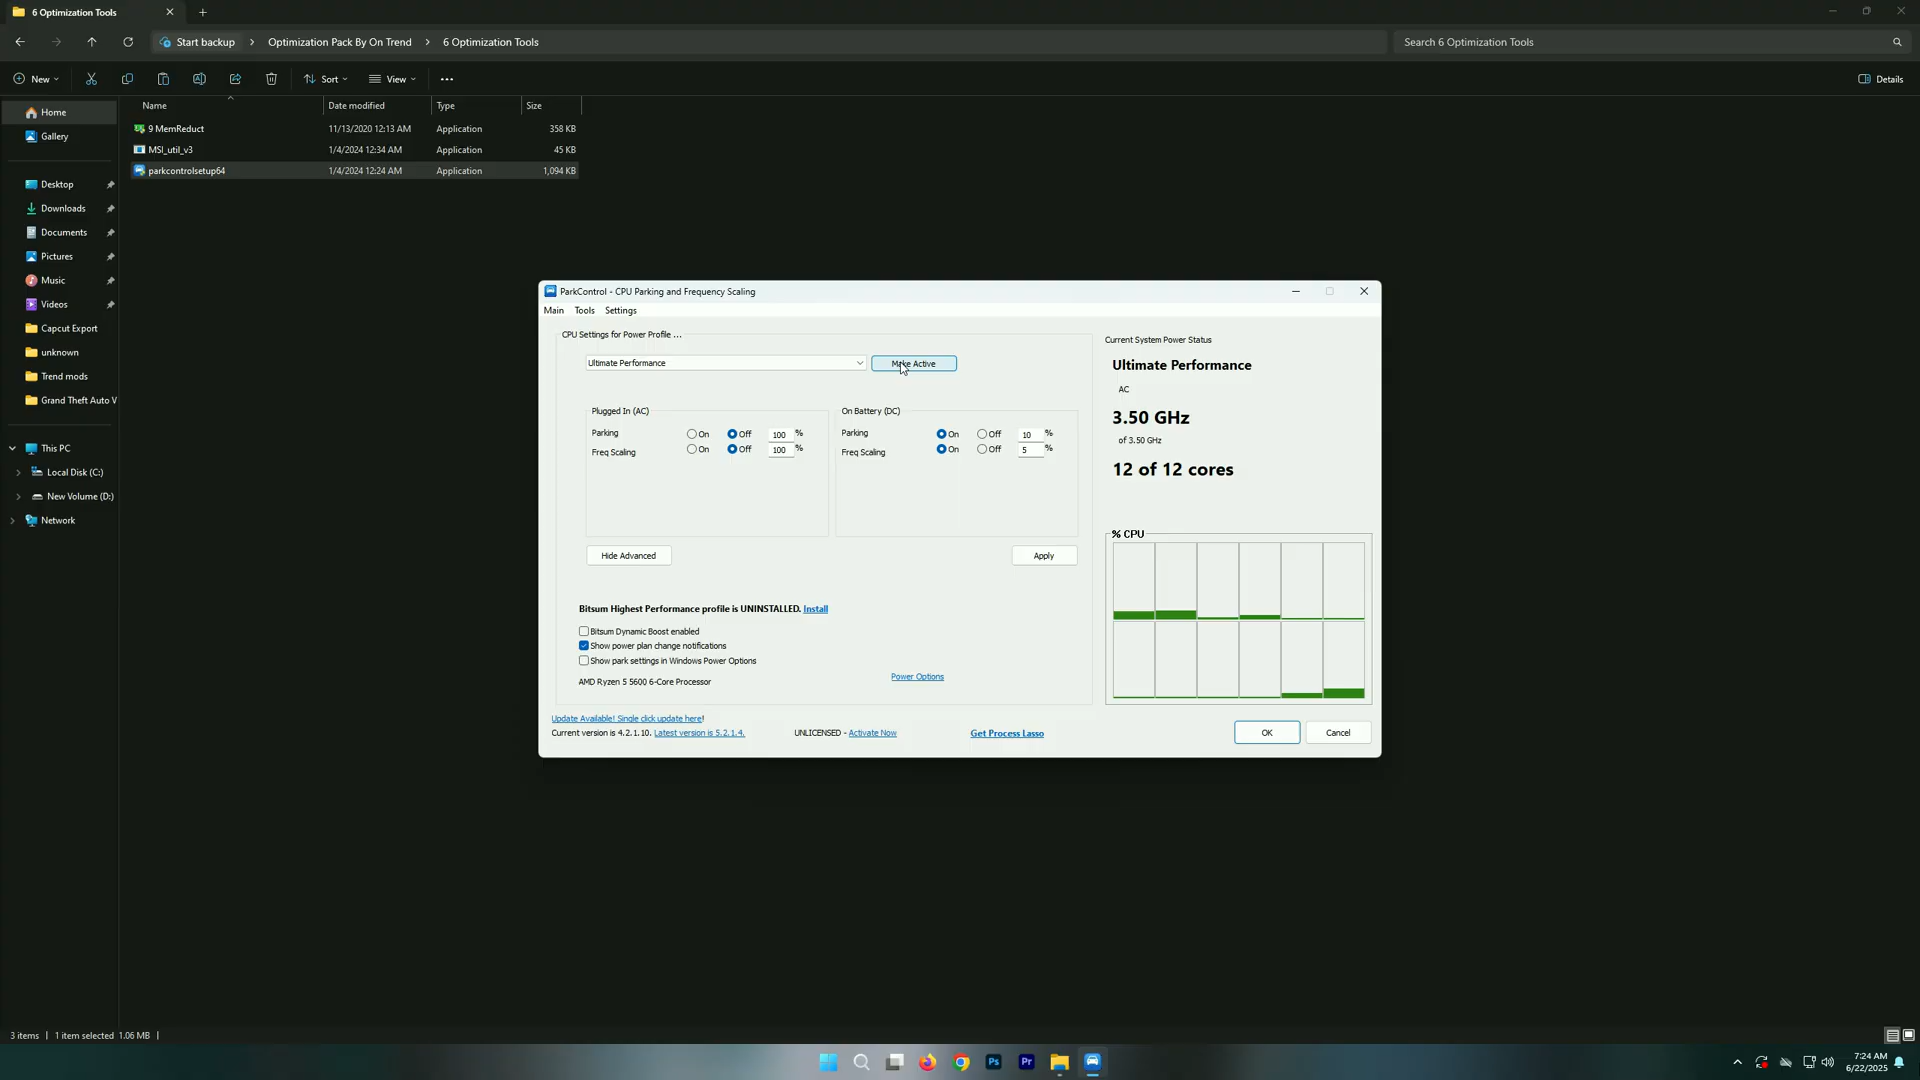 6 Optimization Tools
Start backup
Optimization Pack By On Trend
6 Optimization Tools
Search 6 Optimization Tools
New
Sort
View
Details
Name
Date modified
Type
Size
9 MemReduct
11/13/2020 12:13 AM
Application
358 KB
MSI_util_v3
1/4/2024 12:34 AM
Application
45 KB
parkcontrolsetup64
1/4/2024 12:24 AM
Application
1,094 KB
Home
Gallery
Desktop
Downloads
Documents
Pictures
Music
Videos
Capcut Export
unknown
Trend mods
Grand Theft Auto V
This PC
Local Disk (C:)
New Volume (D:)
Network
ParkControl - CPU Parking and Frequency Scaling
Main
Tools
Settings
CPU Settings for Power Profile ...
Ultimate Performance
Make Active
Plugged In (AC)
Parking
On
Off
100
%
Freq Scaling
On
Off
100
%
On Battery (DC)
Parking
On
Off
10
%
Freq Scaling
On
Off
5
%
Hide Advanced
Apply
Bitsum Highest Performance profile is UNINSTALLED. Install
Bitsum Dynamic Boost enabled
Show power plan change notifications
Show park settings in Windows Power Options
AMD Ryzen 5 5600 6-Core Processor
Power Options
Current System Power Status
Ultimate Performance
AC
3.50 GHz
of 3.50 GHz
12 of 12 cores
% CPU
Update Available! Single click update here!
Current version is 4.2.1.10. Latest version is 5.2.1.4.
UNLICENSED - Activate Now
Get Process Lasso
OK
Cancel
3 items
1 item selected 1.06 MB
Ps
Pr
7:24 AM
6/22/2025